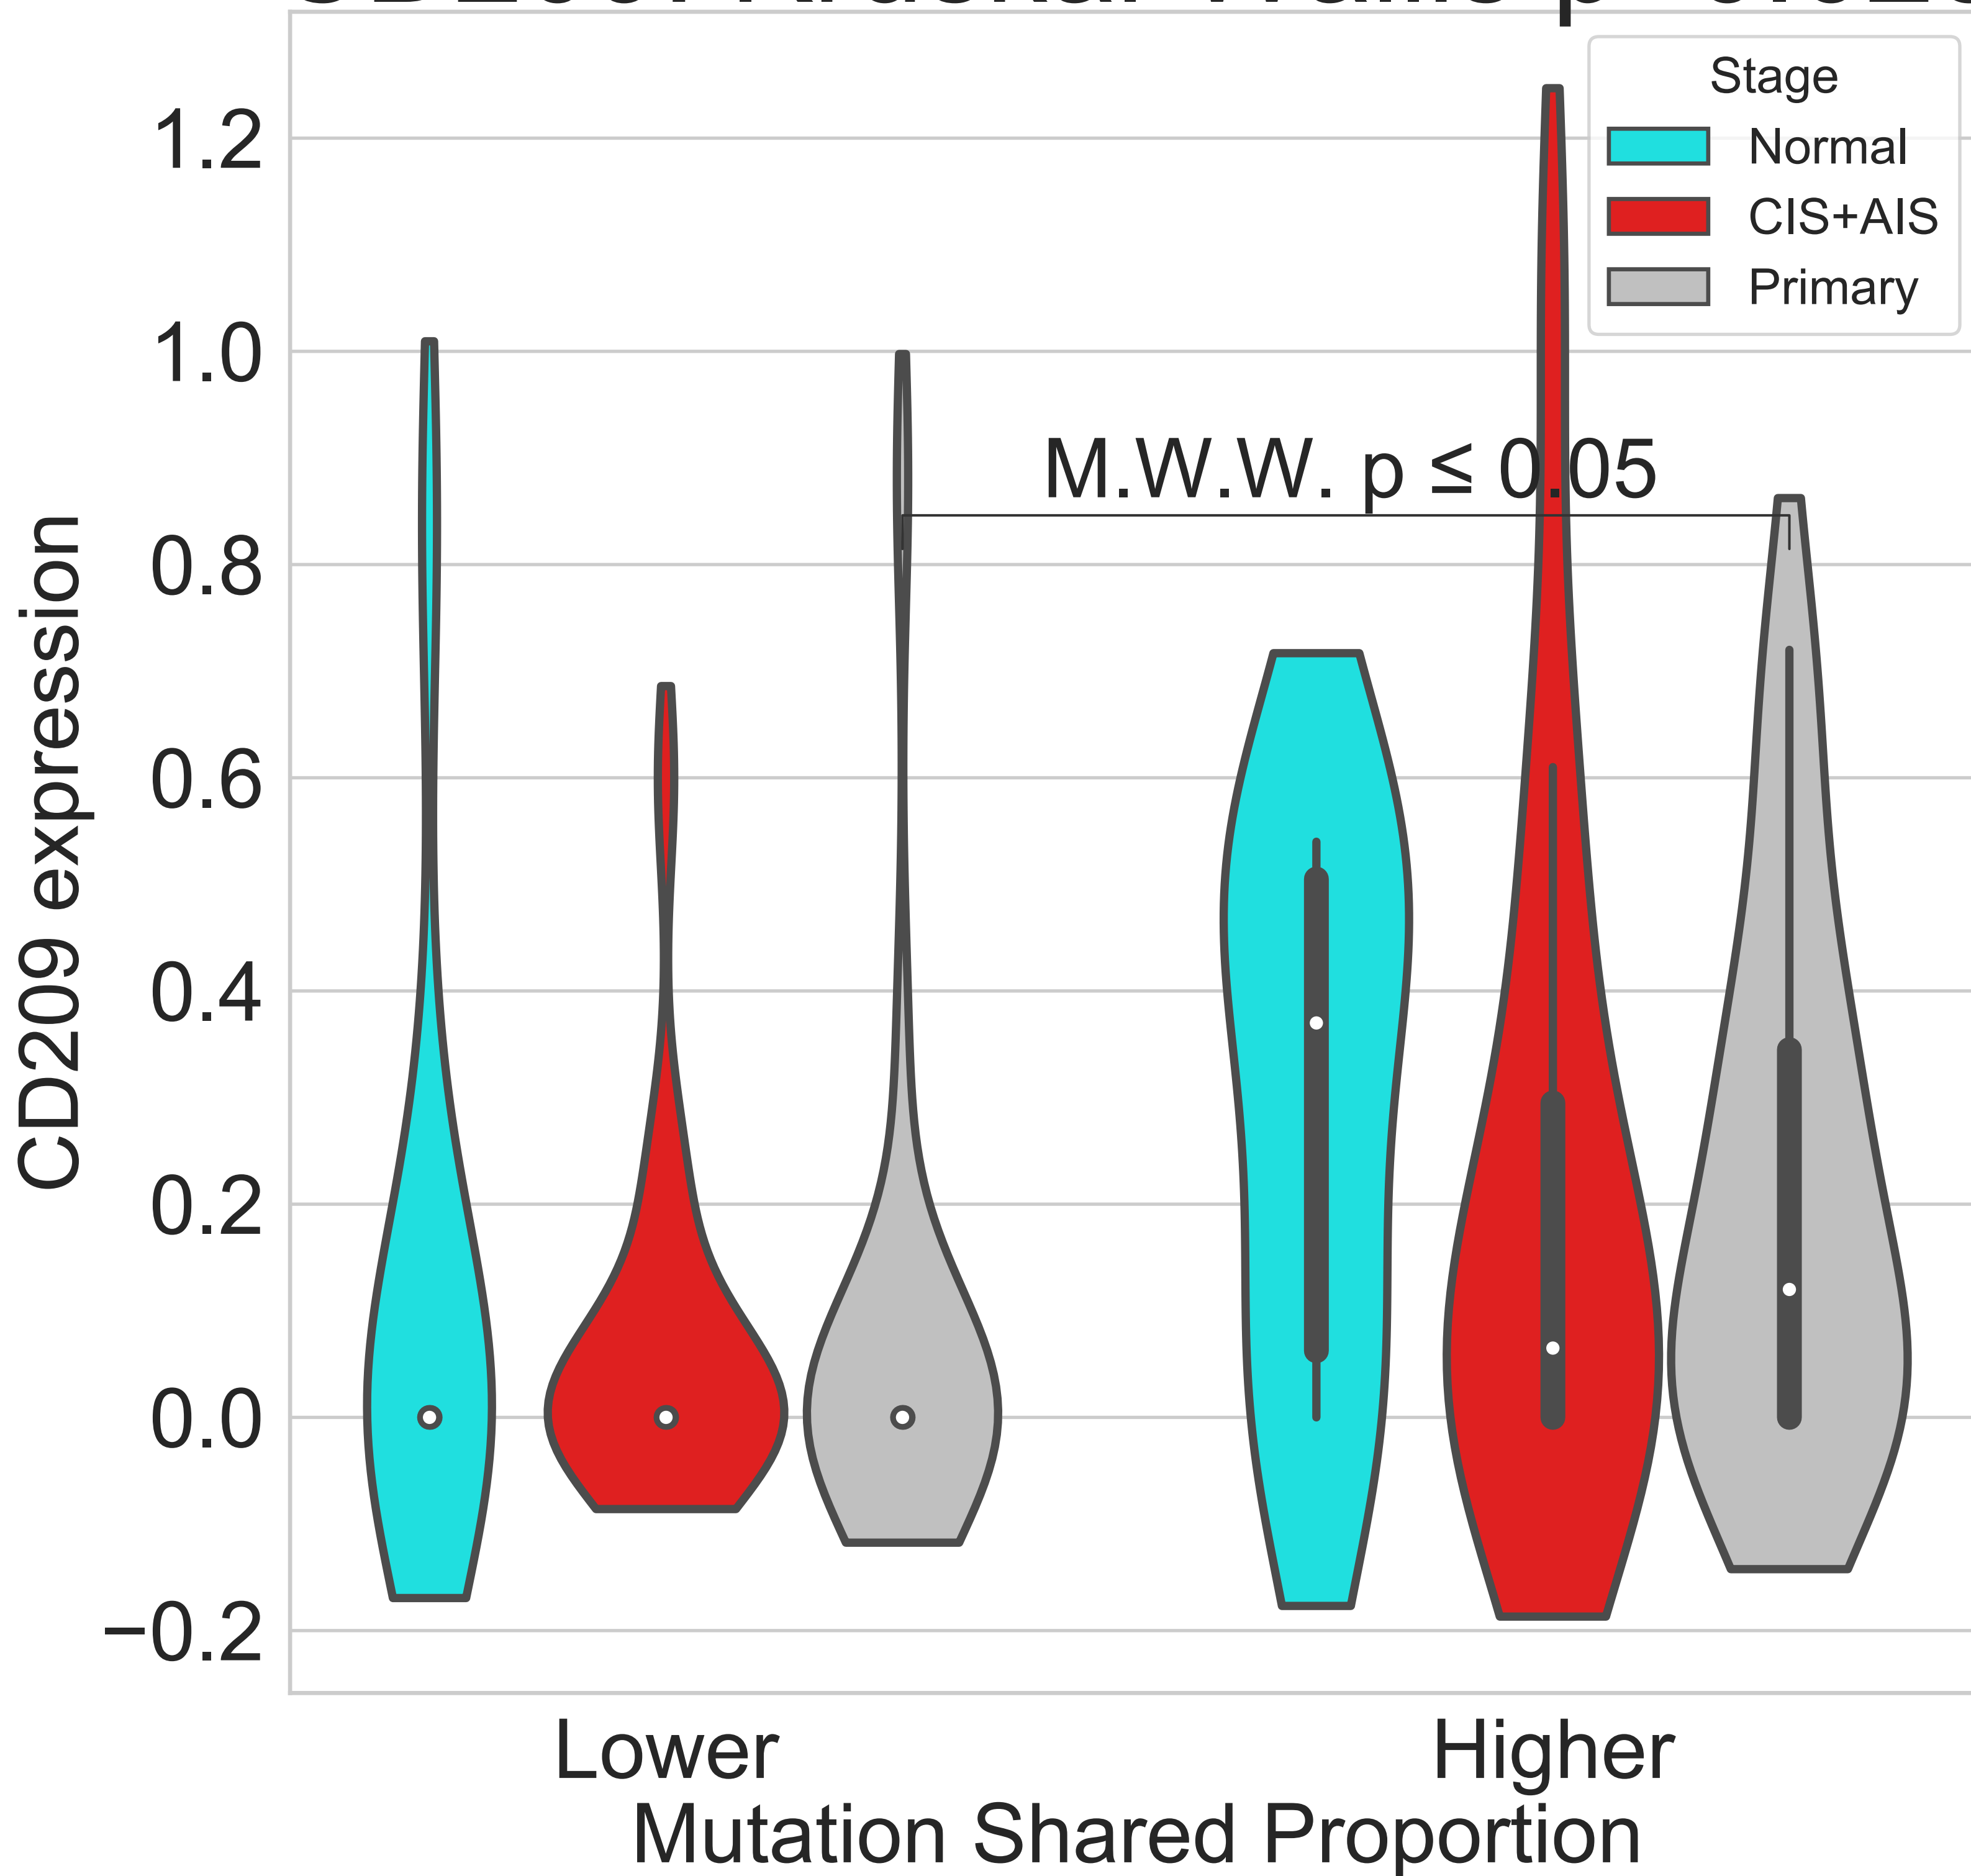 Stage
Normal
CIS+AIS
Primary
M.W.W. p ≤ 0.05
1.2
1.0
0.8
0.6
0.4
0.2
0.0
−0.2
CD209 expression
Lower
Higher
Mutation Shared Proportion